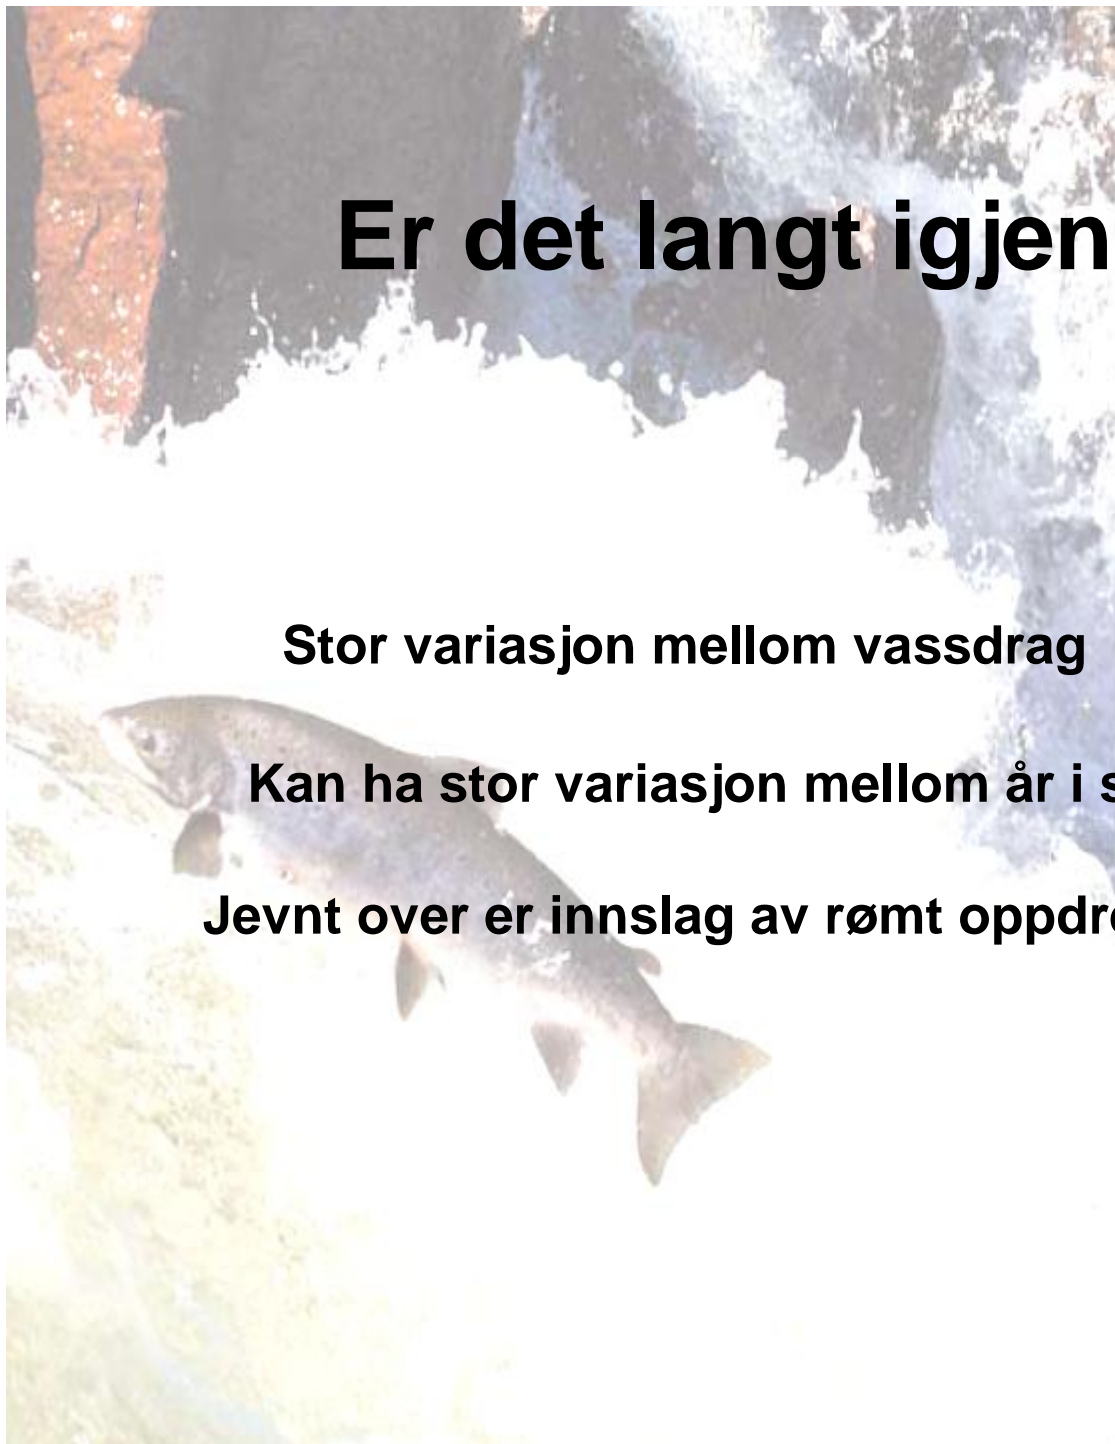 Er det langt igjen
Stor variasjon mellom vassdrag
Kan ha stor variasjon mellom år i
Jevnt over er innslag av rømt